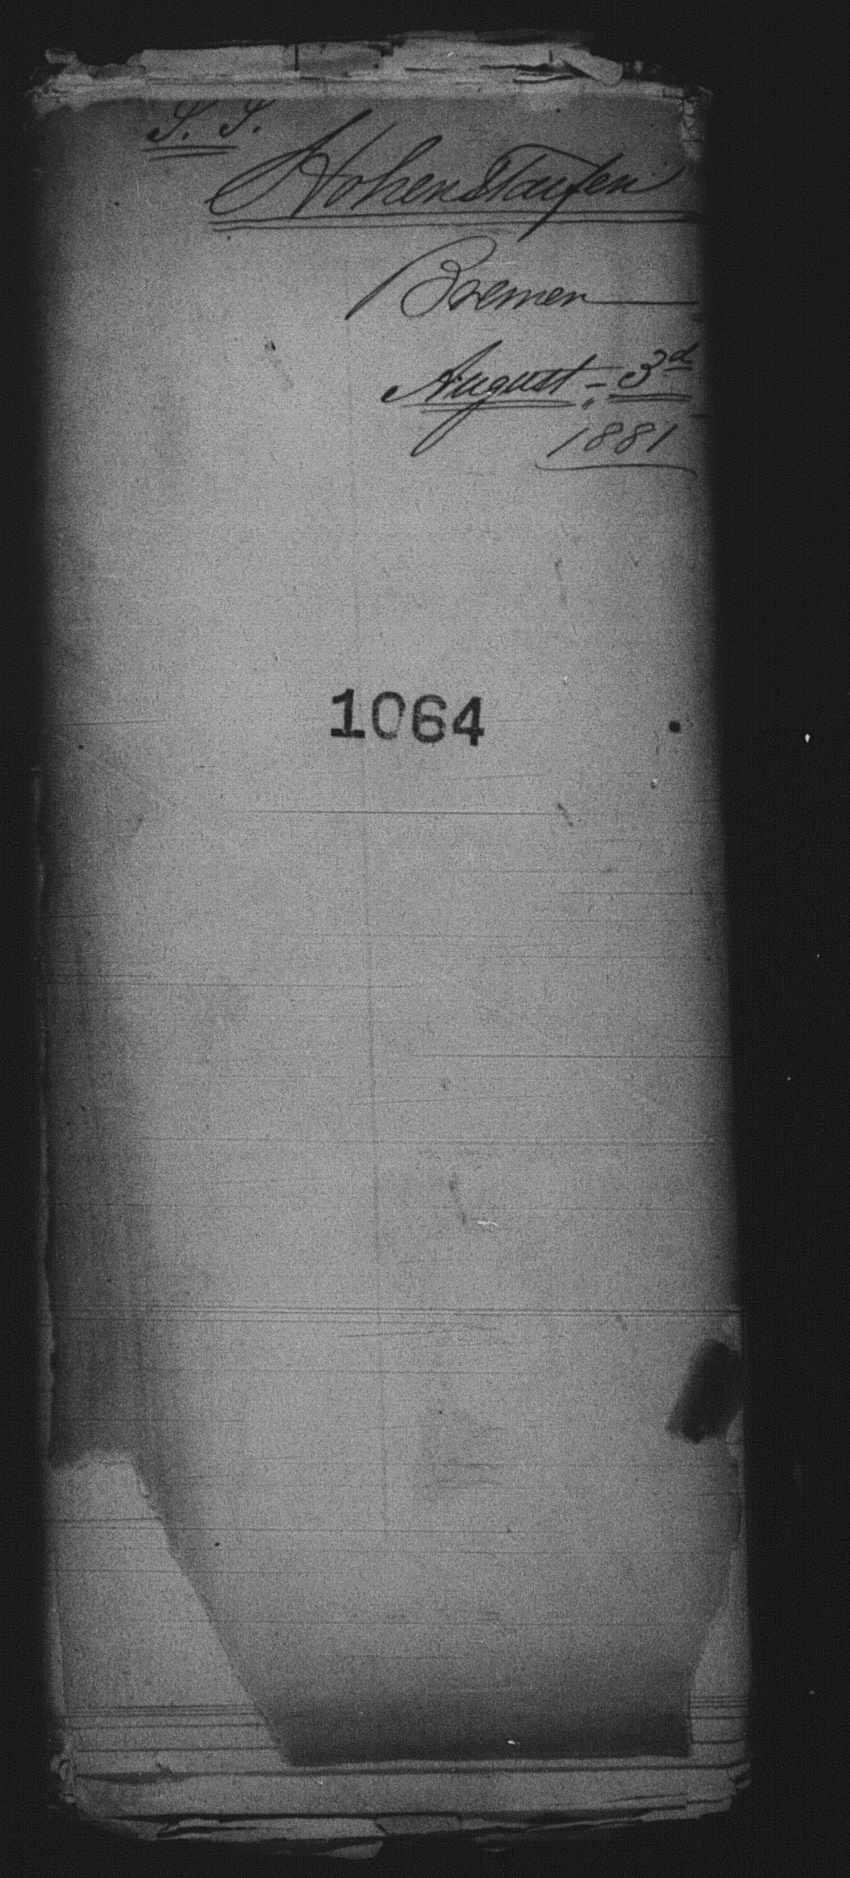 S. S.
Hohenstaufen
Bremen
August - 3d
1881
1064